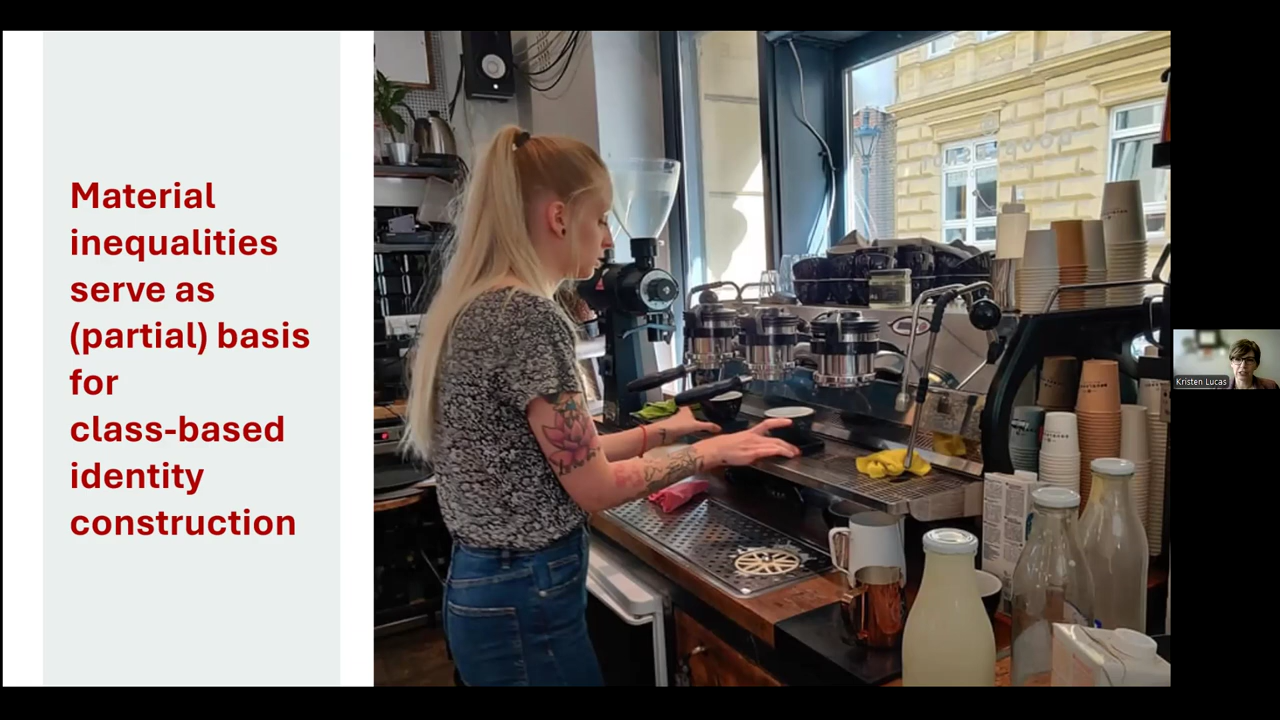 Material
inequalities
serve as
(partial) basis
for
class-based
identity
construction
Kristen Lucas